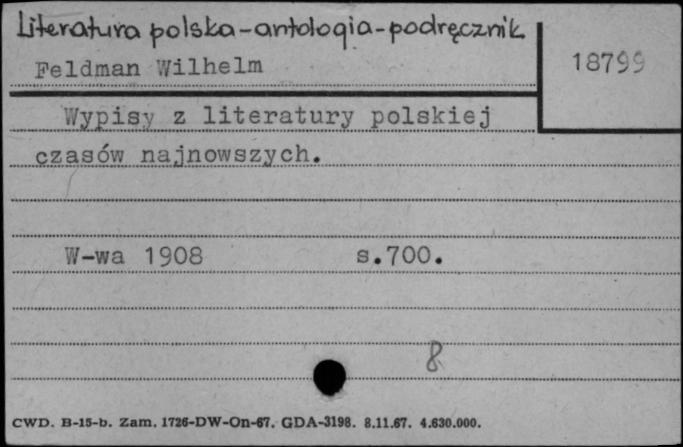 Literatura polska-antologia-podręcznik
Feldman Wilhelm
18799
Wypisy z literatury polskiej
czasów najnowszych.
W-wa 1908 s.700.
8
CWD. B-15-b. Zam. 1726-DW-On-67. GDA-3198. 8.11.67. 4.630.000.